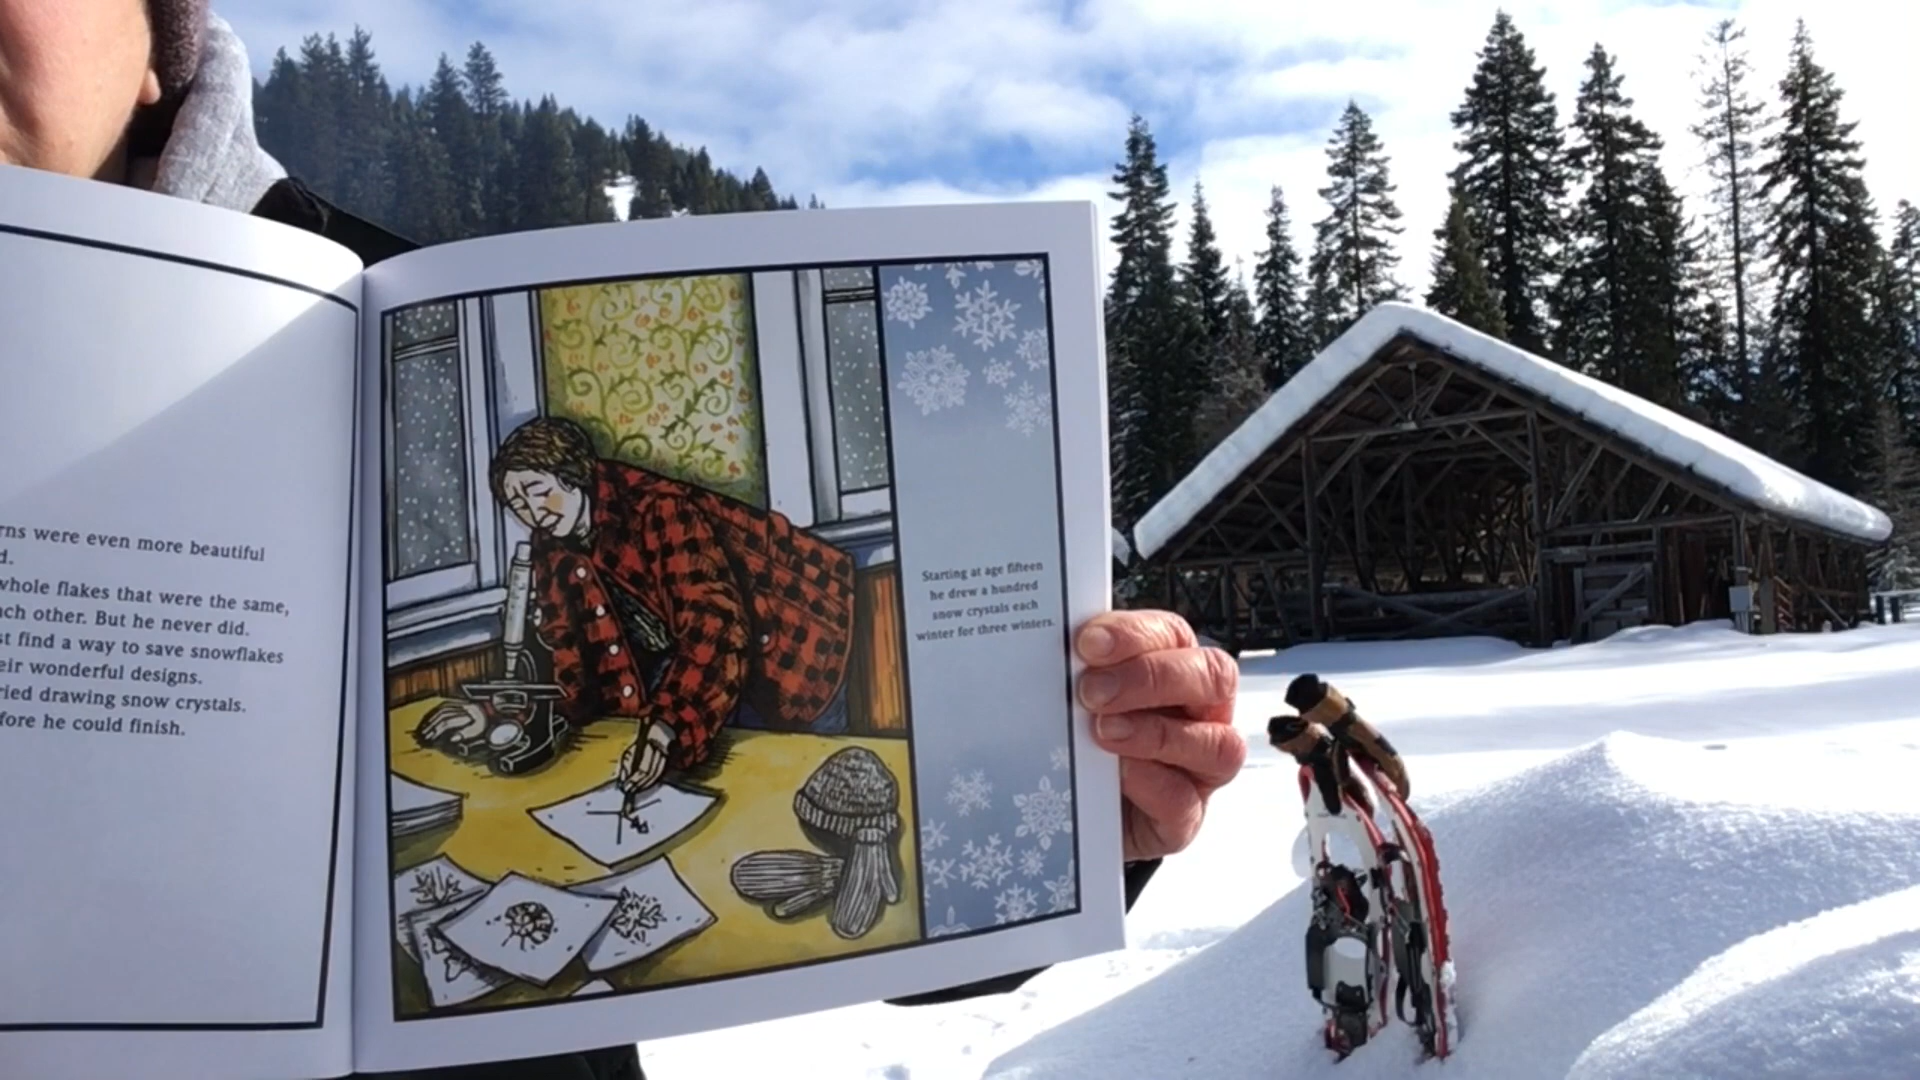 rns were even more beautiful
d.
whole flakes that were the same,
ach other. But he never did.
st find a way to save snowflakes
eir wonderful designs.
ried drawing snow crystals.
fore he could finish.
Starting at age fifteen
he drew a hundred
snow crystals each
winter for three winters.